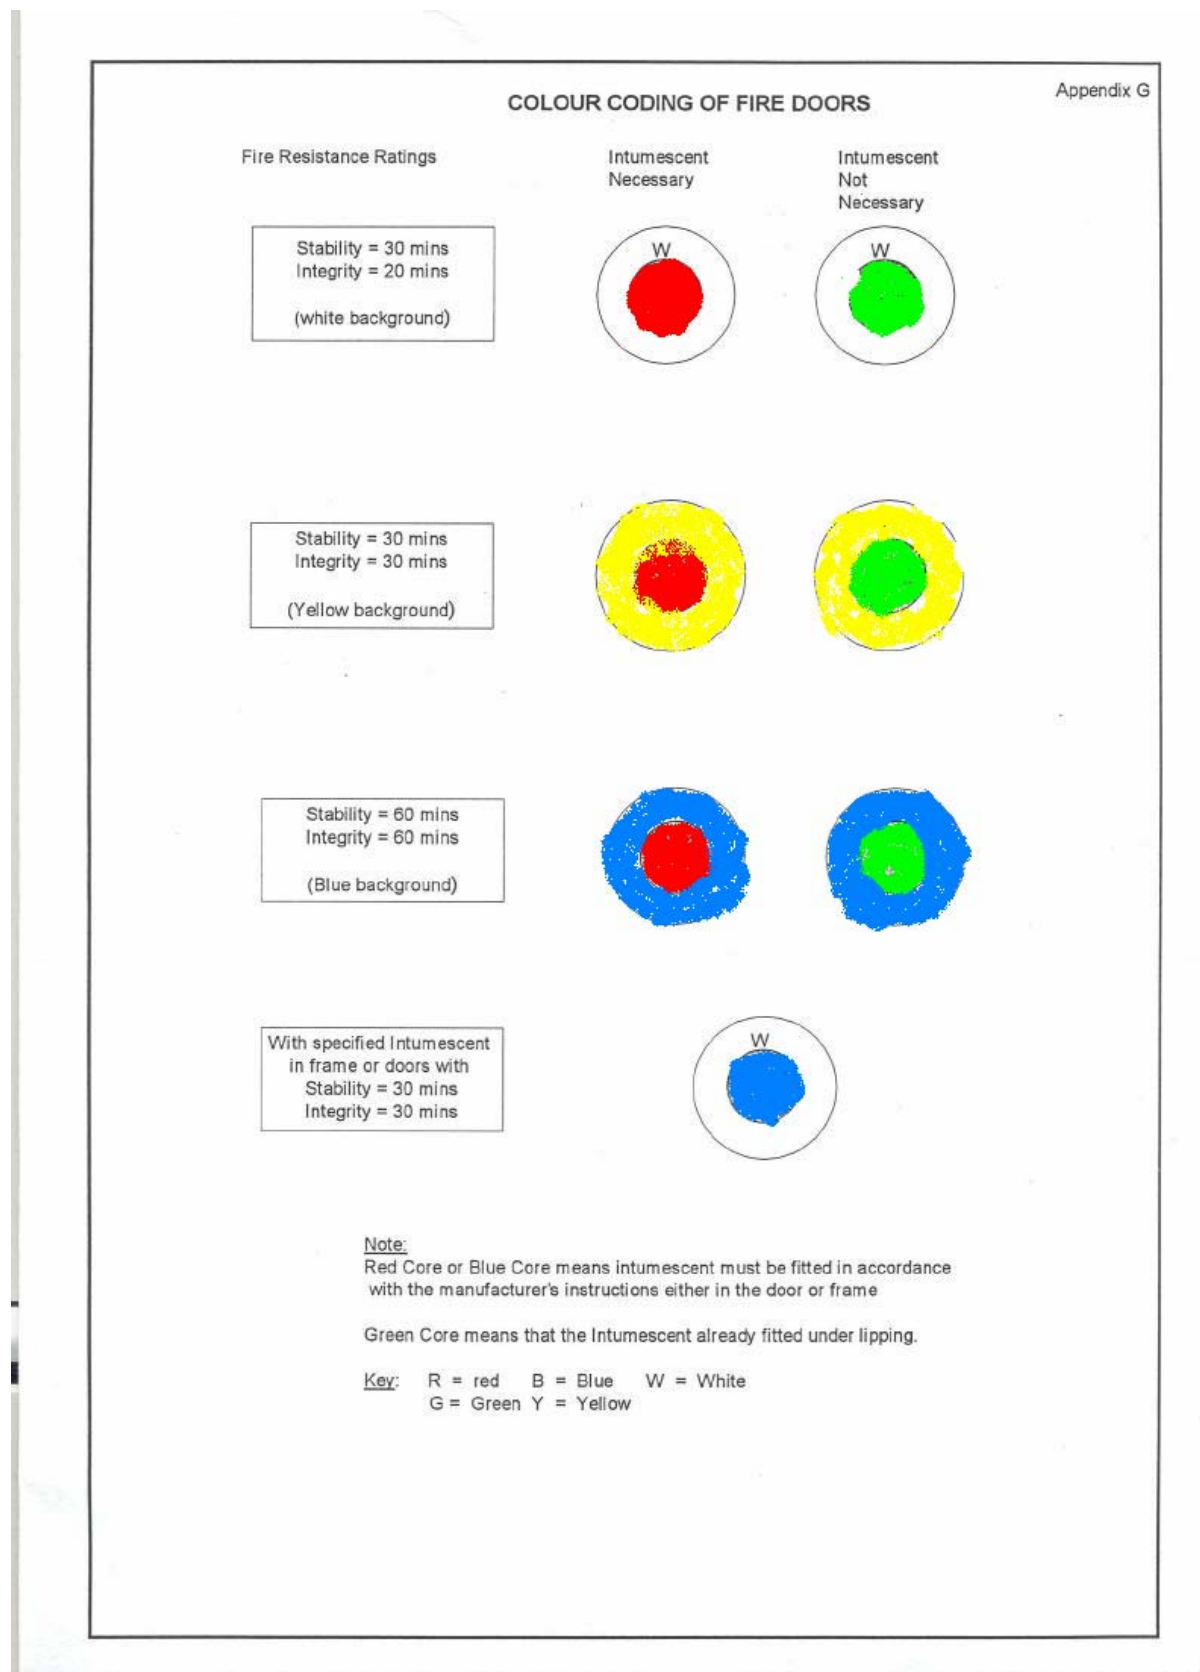 Appendix G
COLOUR CODING OF FIRE DOORS
Fire Resistance Ratings
Intumescent
Necessary
Intumescent
Not
Necessary
Stability = 30 mins
Integrity = 20 mins
(white background)
W
W
Stability = 30 mins
Integrity = 30 mins
(Yellow background)
Stability = 60 mins
Integrity = 60 mins
(Blue background)
With specified Intumescent
in frame or doors with
Stability = 30 mins
Integrity = 30 mins
W
Note:
Red Core or Blue Core means intumescent must be fitted in accordance
with the manufacturer's instructions either in the door or frame
Green Core means that the Intumescent already fitted under lipping.
Key: R = red B = Blue W = White
G = Green Y = Yellow